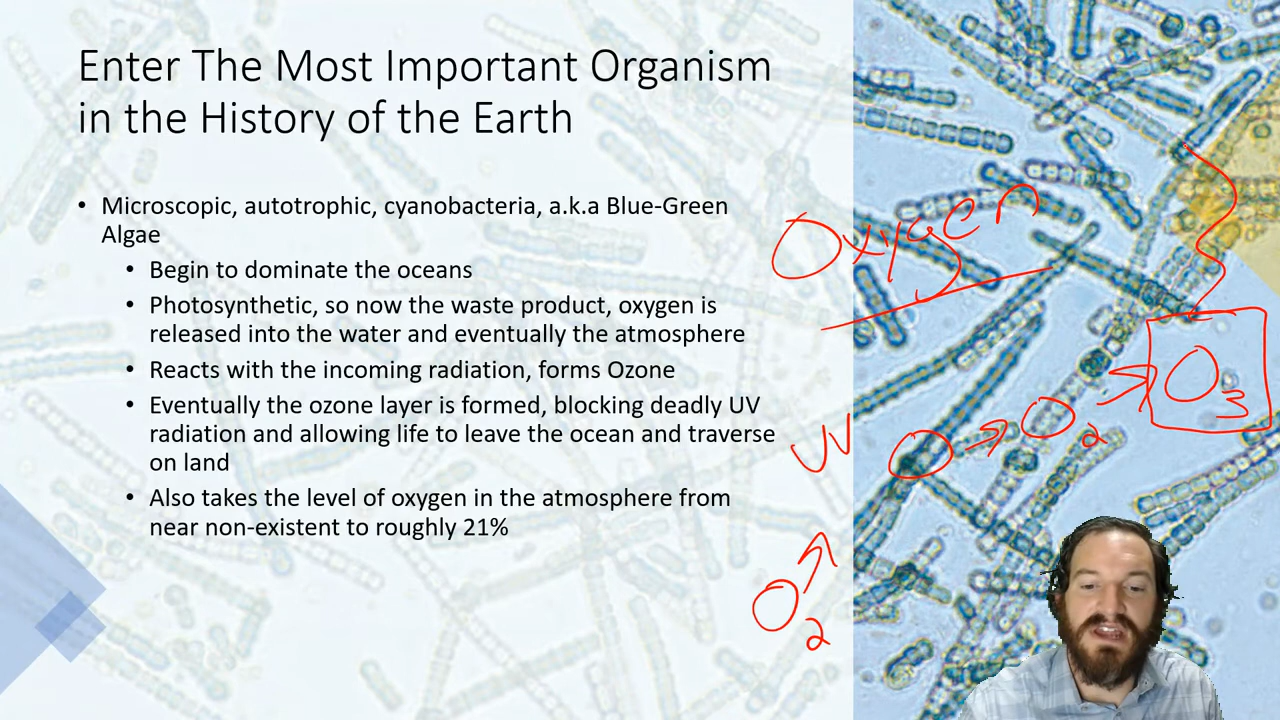 Enter The Most Important Organism
in the History of the Earth
• Microscopic, autotrophic, cyanobacteria, a.k.a Blue-Green
Algae
• Begin to dominate the oceans
• Photosynthetic, so now the waste product, oxygen is
released into the water and eventually the atmosphere
• Reacts with the incoming radiation, forms Ozone
• Eventually the ozone layer is formed, blocking deadly UV
radiation and allowing life to leave the ocean and traverse
on land
• Also takes the level of oxygen in the atmosphere from
near non-existent to roughly 21%
Oxygen
UV O → O2 → O3
O2